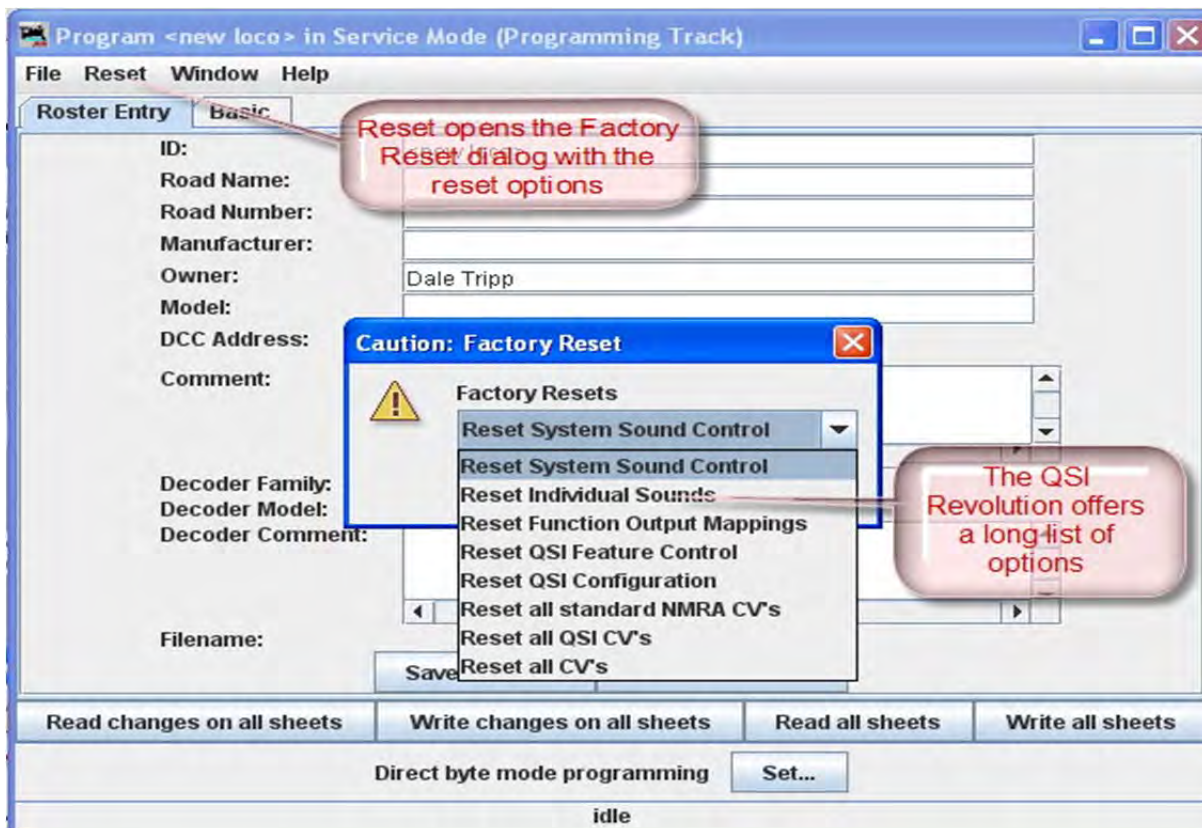 Program <new loco> in Service Mode (Programming Track)
File Reset Window Help
Roster Entry Basic
Reset opens the Factory
Reset dialog with the
reset options
ID:
<new loco>
Road Name:
Road Number:
Manufacturer:
Owner:
Dale Tripp
Model:
DCC Address:
Comment:
Decoder Family:
Decoder Model:
Decoder Comment:
Filename:
Caution: Factory Reset
Factory Resets
Reset System Sound Control
Reset System Sound Control
Reset Individual Sounds
Reset Function Output Mappings
Reset QSI Feature Control
Reset QSI Configuration
Reset all standard NMRA CV's
Reset all QSI CV's
Reset all CV's
The QSI
Revolution offers
a long list of
options
Save
Read changes on all sheets Write changes on all sheets Read all sheets Write all sheets
Direct byte mode programming Set...
idle